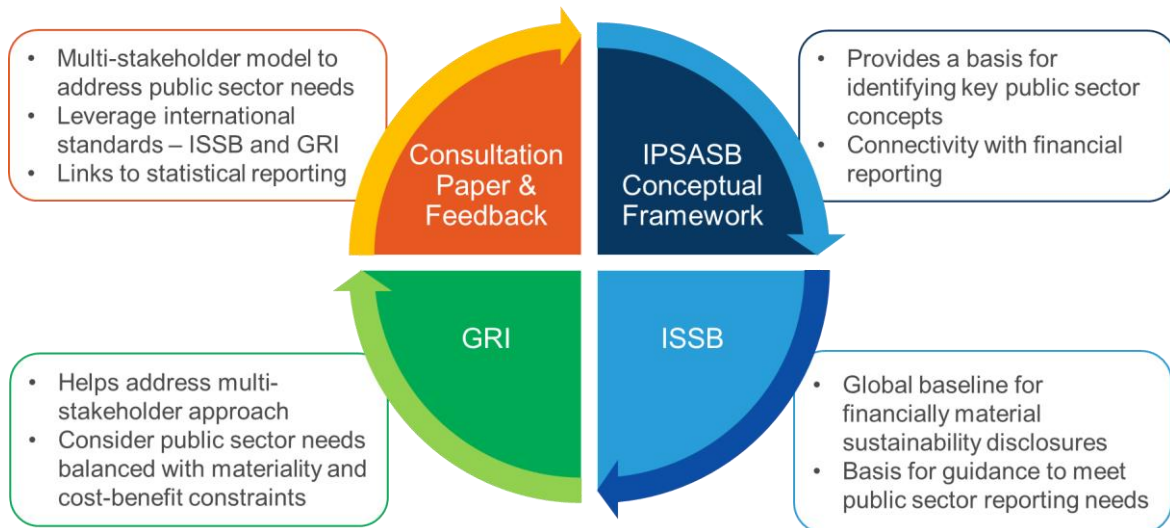 • Multi-stakeholder model to
address public sector needs
• Leverage international
standards – ISSB and GRI
• Links to statistical reporting
Consultation
Paper &
Feedback
IPSASB
Conceptual
Framework
• Provides a basis for
identifying key public sector
concepts
• Connectivity with financial
reporting
• Helps address multi-
stakeholder approach
• Consider public sector needs
balanced with materiality and
cost-benefit constraints
GRI
ISSB
• Global baseline for
financially material
sustainability disclosures
• Basis for guidance to meet
public sector reporting needs